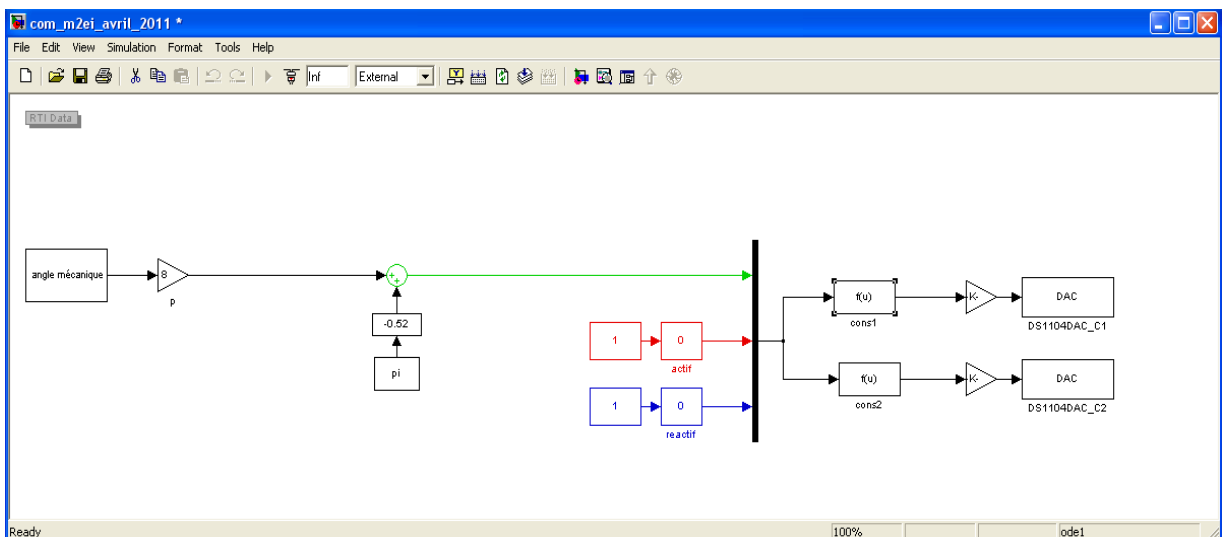 com_m2ei_avril_2011 *
File Edit View Simulation Format Tools Help
Inf External
RTI Data
angle mécanique
8
p
+
+
-0.52
pi
1
0
actif
1
0
reactif
f(u)
cons1
f(u)
cons2
-K-
-K-
DAC
DS1104DAC_C1
DAC
DS1104DAC_C2
Ready 100% ode1